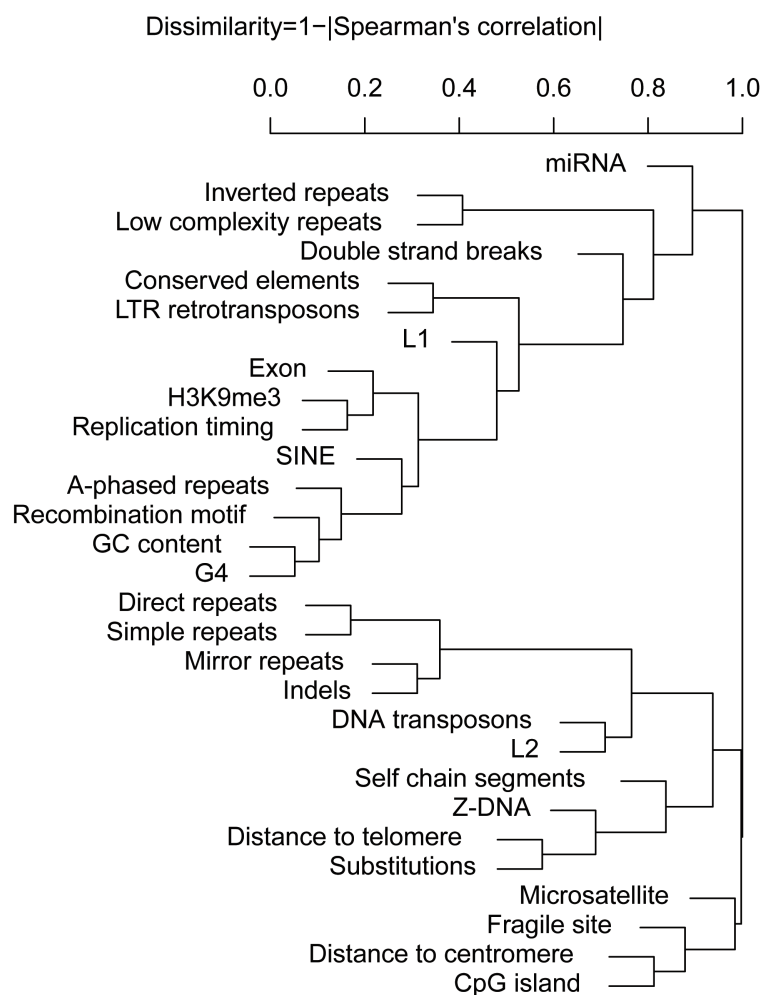 Dissimilarity=1−|Spearman's correlation|
0.0 0.2 0.4 0.6 0.8 1.0
miRNA
Inverted repeats
Low complexity repeats
Double strand breaks
Conserved elements
LTR retrotransposons
L1
Exon
H3K9me3
Replication timing
SINE
A-phased repeats
Recombination motif
GC content
G4
Direct repeats
Simple repeats
Mirror repeats
Indels
DNA transposons
L2
Self chain segments
Z-DNA
Distance to telomere
Substitutions
Microsatellite
Fragile site
Distance to centromere
CpG island